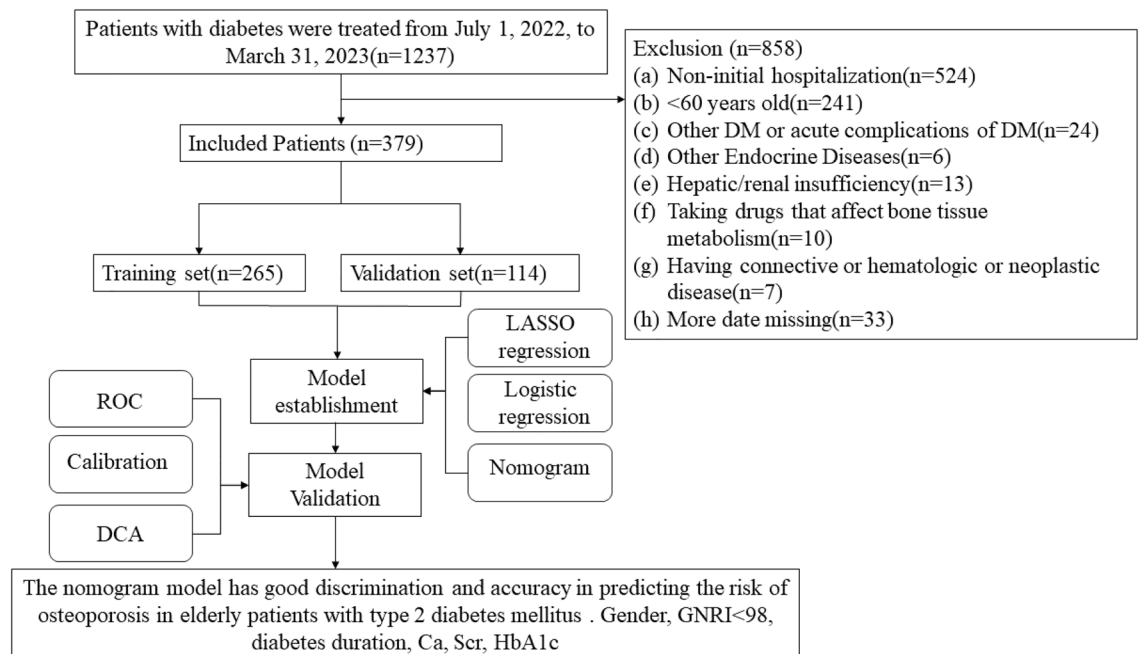 Patients with diabetes were treated from July 1, 2022, to
March 31, 2023(n=1237)
Exclusion (n=858)
(a) Non-initial hospitalization(n=524)
(b) <60 years old(n=241)
(c) Other DM or acute complications of DM(n=24)
(d) Other Endocrine Diseases(n=6)
(e) Hepatic/renal insufficiency(n=13)
(f) Taking drugs that affect bone tissue
metabolism(n=10)
(g) Having connective or hematologic or neoplastic
disease(n=7)
(h) More date missing(n=33)
Included Patients (n=379)
Training set(n=265)
Validation set(n=114)
LASSO
regression
Logistic
regression
Nomogram
Model
establishment
ROC
Calibration
DCA
Model
Validation
The nomogram model has good discrimination and accuracy in predicting the risk of
osteoporosis in elderly patients with type 2 diabetes mellitus . Gender, GNRI<98,
diabetes duration, Ca, Scr, HbA1c